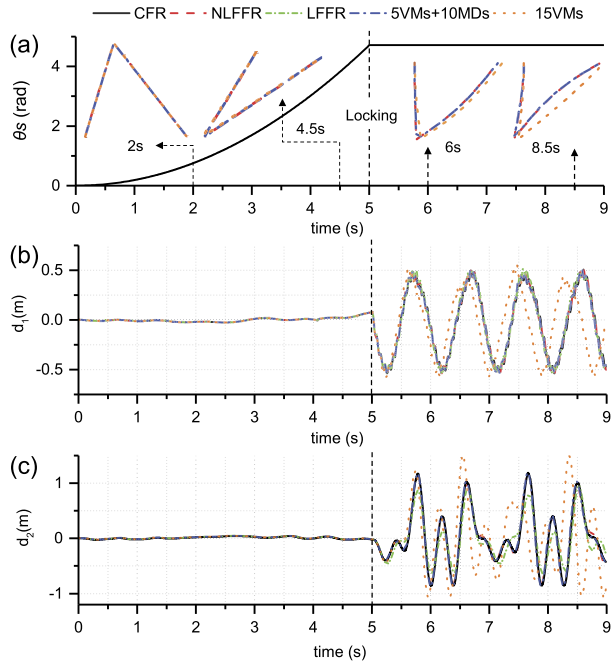 CFR NLFFR LFFR 5VMs+10MDs 15VMs
(a)
θs (rad)
4
2
0
2s
4.5s
Locking
6s
8.5s
0 1 2 3 4 5 6 7 8 9
time (s)
(b)
d1(m)
0.5
0.0
-0.5
0 1 2 3 4 5 6 7 8 9
time (s)
(c)
d2(m)
1
0
-1
0 1 2 3 4 5 6 7 8 9
time (s)